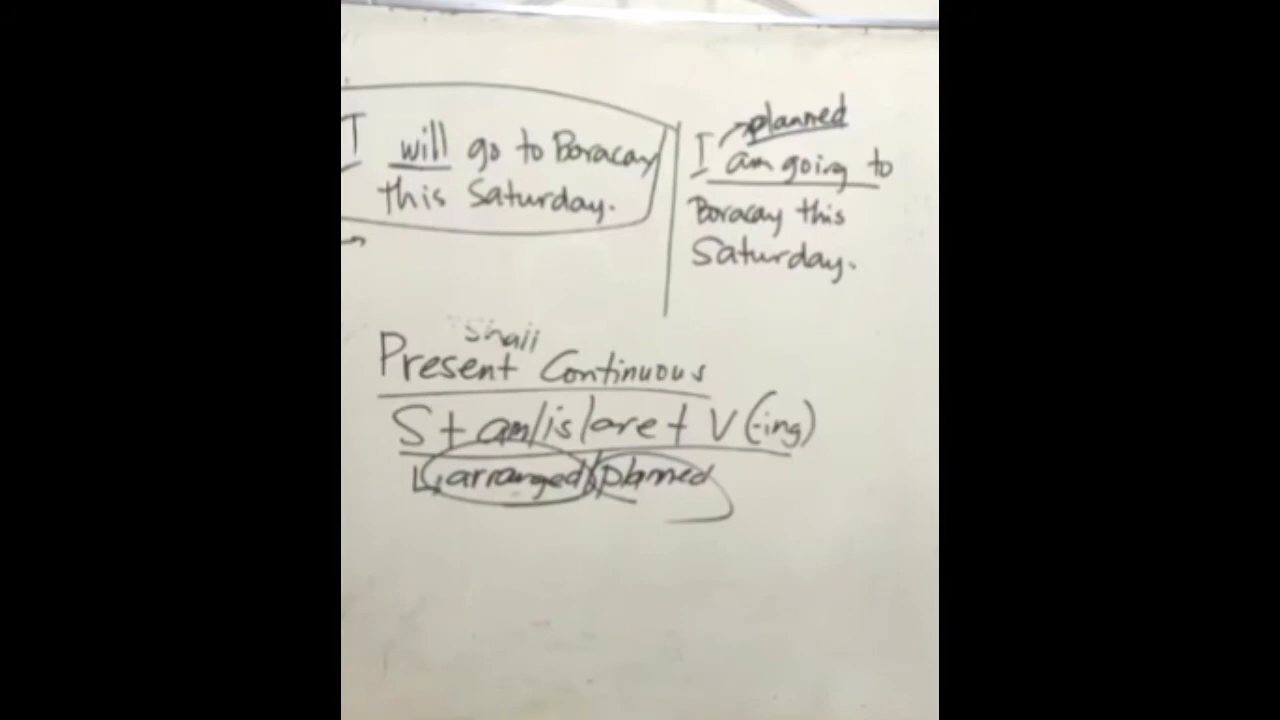 I will go to Boracay
this Saturday.
planned
I am going to
Boracay this
Saturday.
shall
Present Continuous
S + am/is/are + V(-ing)
arranged/planned